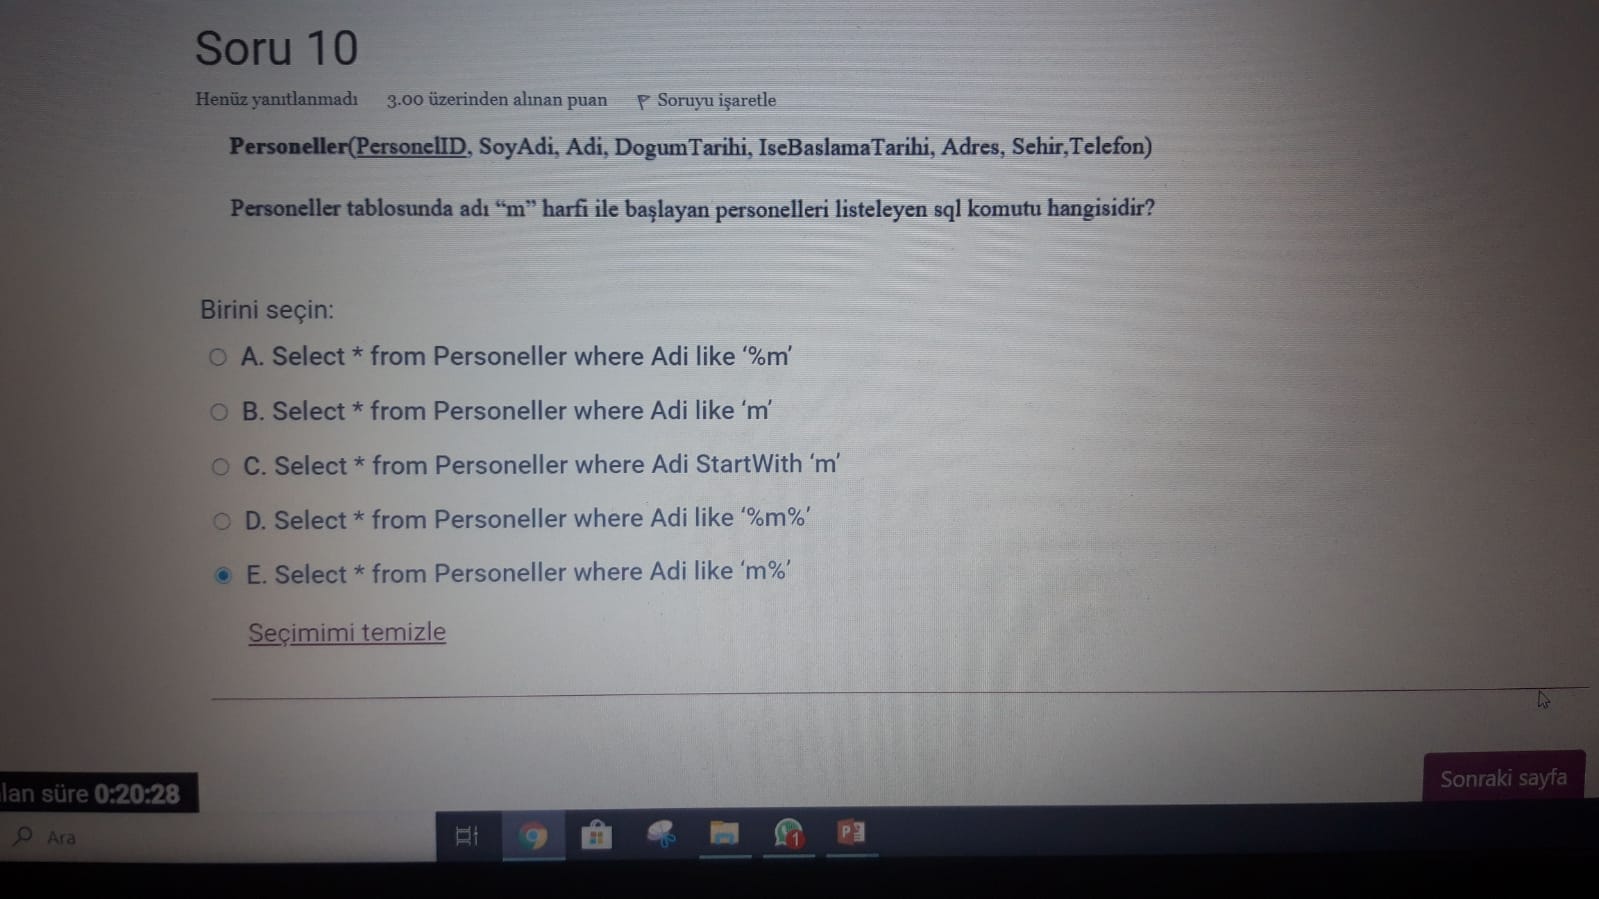 Soru 10
Henüz yanıtlanmadı 3.00 üzerinden alınan puan Soruyu işaretle
Personeller(PersonelID, SoyAdi, Adi, DogumTarihi, IseBaslamaTarihi, Adres, Sehir,Telefon)
Personeller tablosunda adı “m” harfi ile başlayan personelleri listeleyen sql komutu hangisidir?
Birini seçin:
A. Select * from Personeller where Adi like ‘%m’
B. Select * from Personeller where Adi like ‘m’
C. Select * from Personeller where Adi StartWith ‘m’
D. Select * from Personeller where Adi like ‘%m%’
E. Select * from Personeller where Adi like ‘m%’
Seçimimi temizle
Sonraki sayfa
lan süre 0:20:28
Ara
1
P